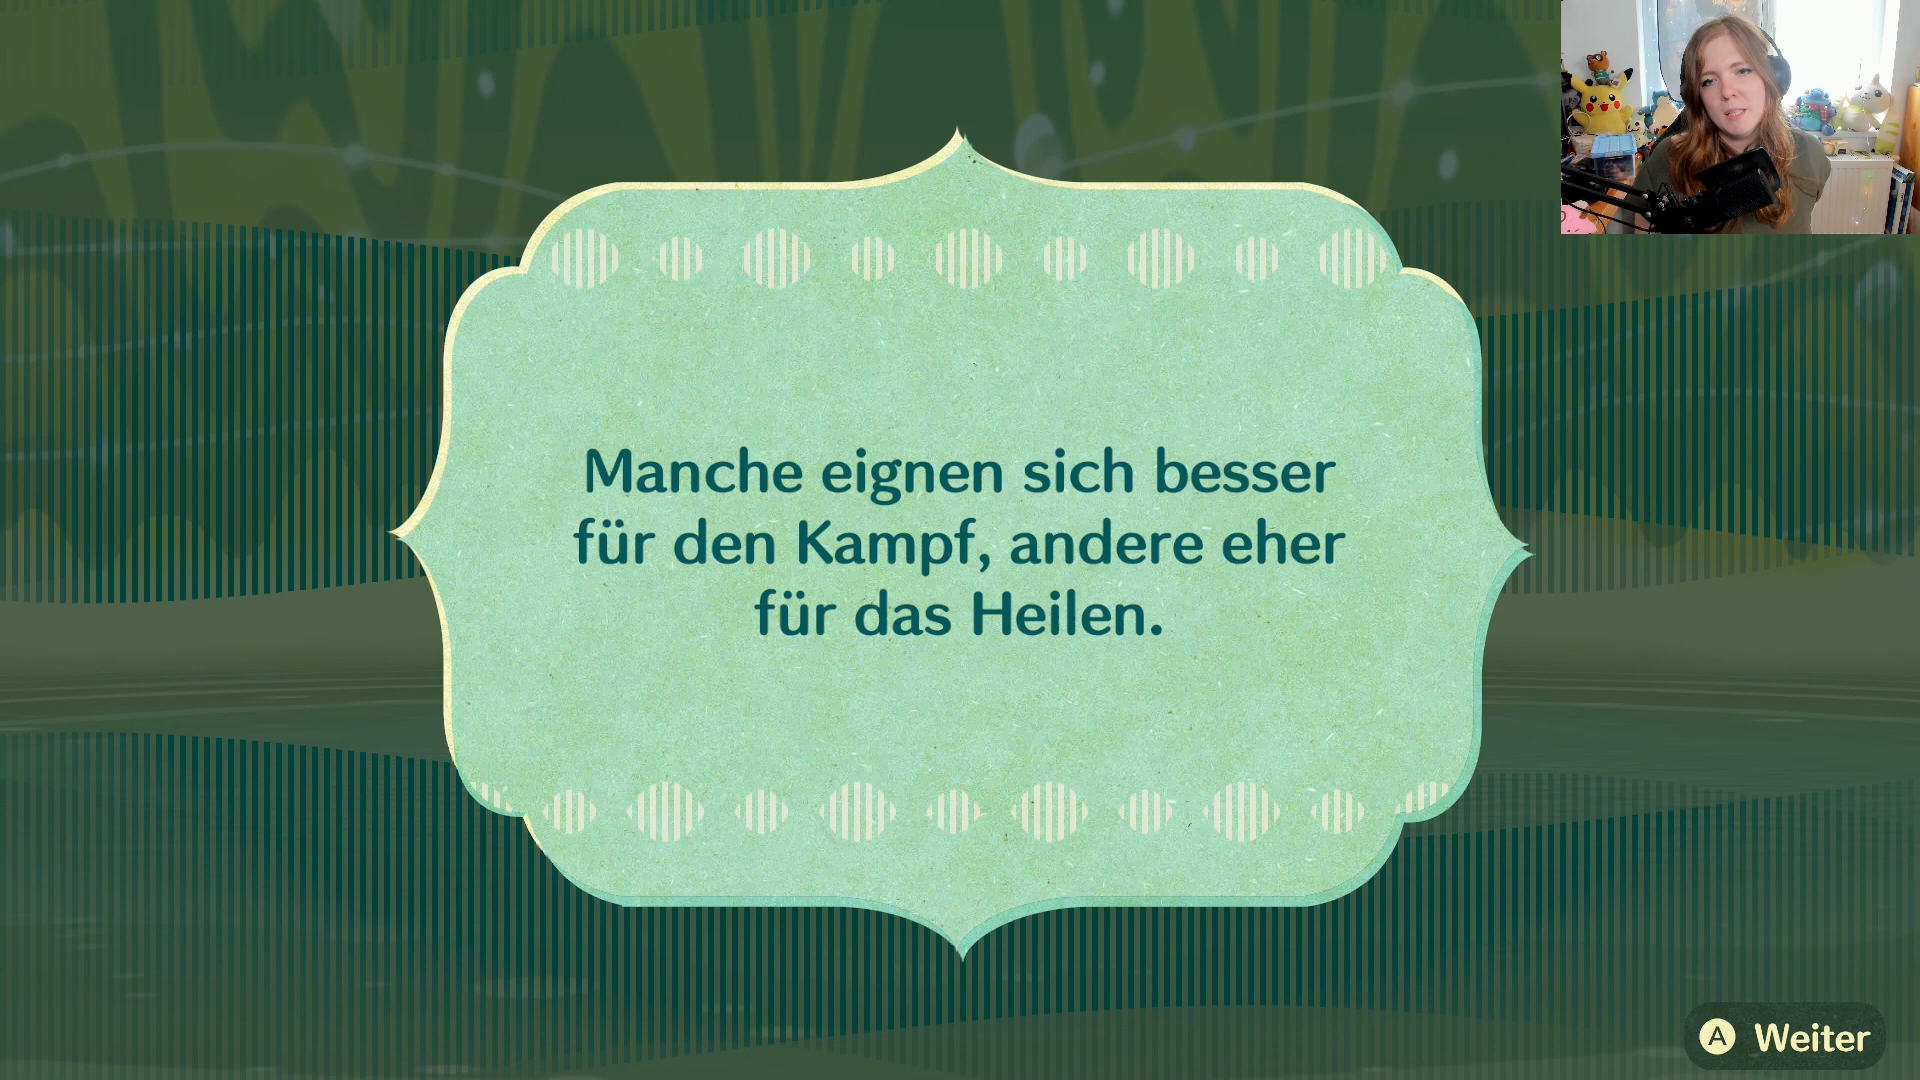 Manche eignen sich besser
für den Kampf, andere eher
für das Heilen.
A Weiter